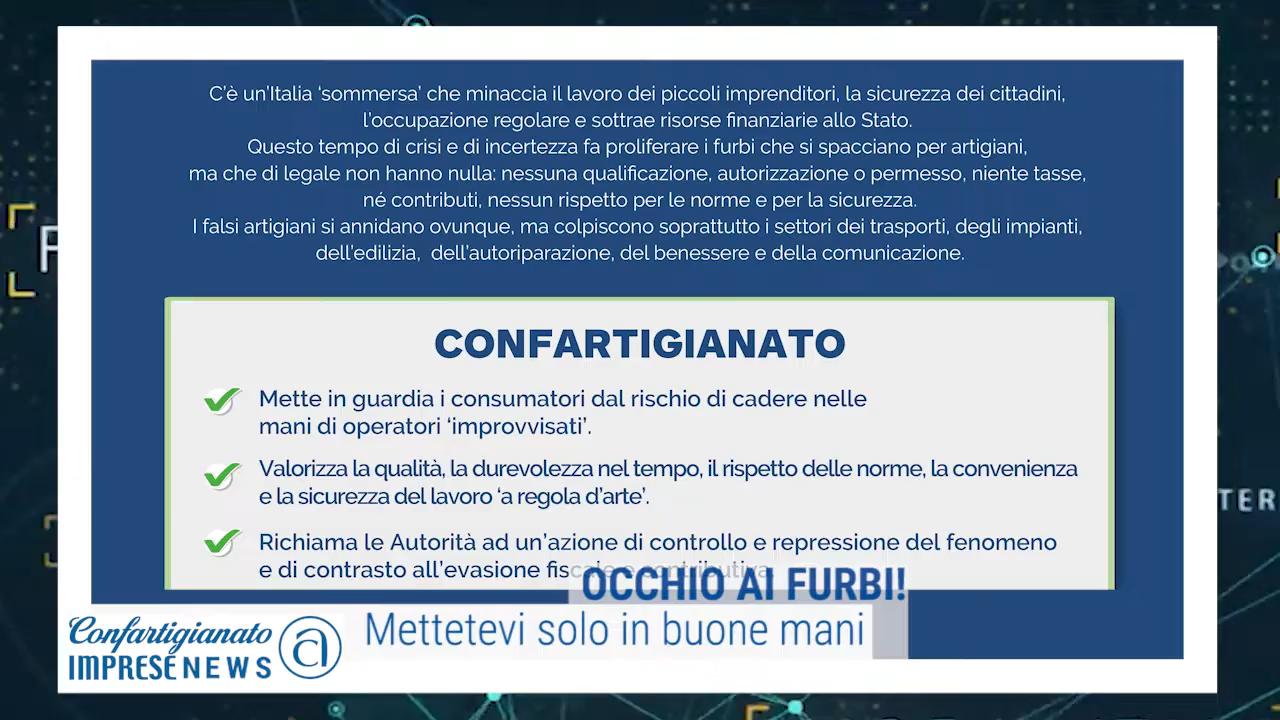 C'è un'Italia 'sommersa' che minaccia il lavoro dei piccoli imprenditori, la sicurezza dei cittadini,
l'occupazione regolare e sottrae risorse finanziarie allo Stato.
Questo tempo di crisi e di incertezza fa proliferare i furbi che si spacciano per artigiani,
ma che di legale non hanno nulla: nessuna qualificazione, autorizzazione o permesso, niente tasse,
né contributi, nessun rispetto per le norme e per la sicurezza.
I falsi artigiani si annidano ovunque, ma colpiscono soprattutto i settori dei trasporti, degli impianti,
dell'edilizia, dell'autoriparazione, del benessere e della comunicazione.
CONFARTIGIANATO
Mette in guardia i consumatori dal rischio di cadere nelle
mani di operatori 'improvvisati'.
Valorizza la qualità, la durevolezza nel tempo, il rispetto delle norme, la convenienza
e la sicurezza del lavoro 'a regola d'arte'.
Richiama le Autorità ad un'azione di controllo e repressione del fenomeno
e di contrasto all'evasione fiscale e contributiva.
OCCHIO AI FURBI!
Mettetevi solo in buone mani
Confartigianato
IMPRESE NEWS
TER